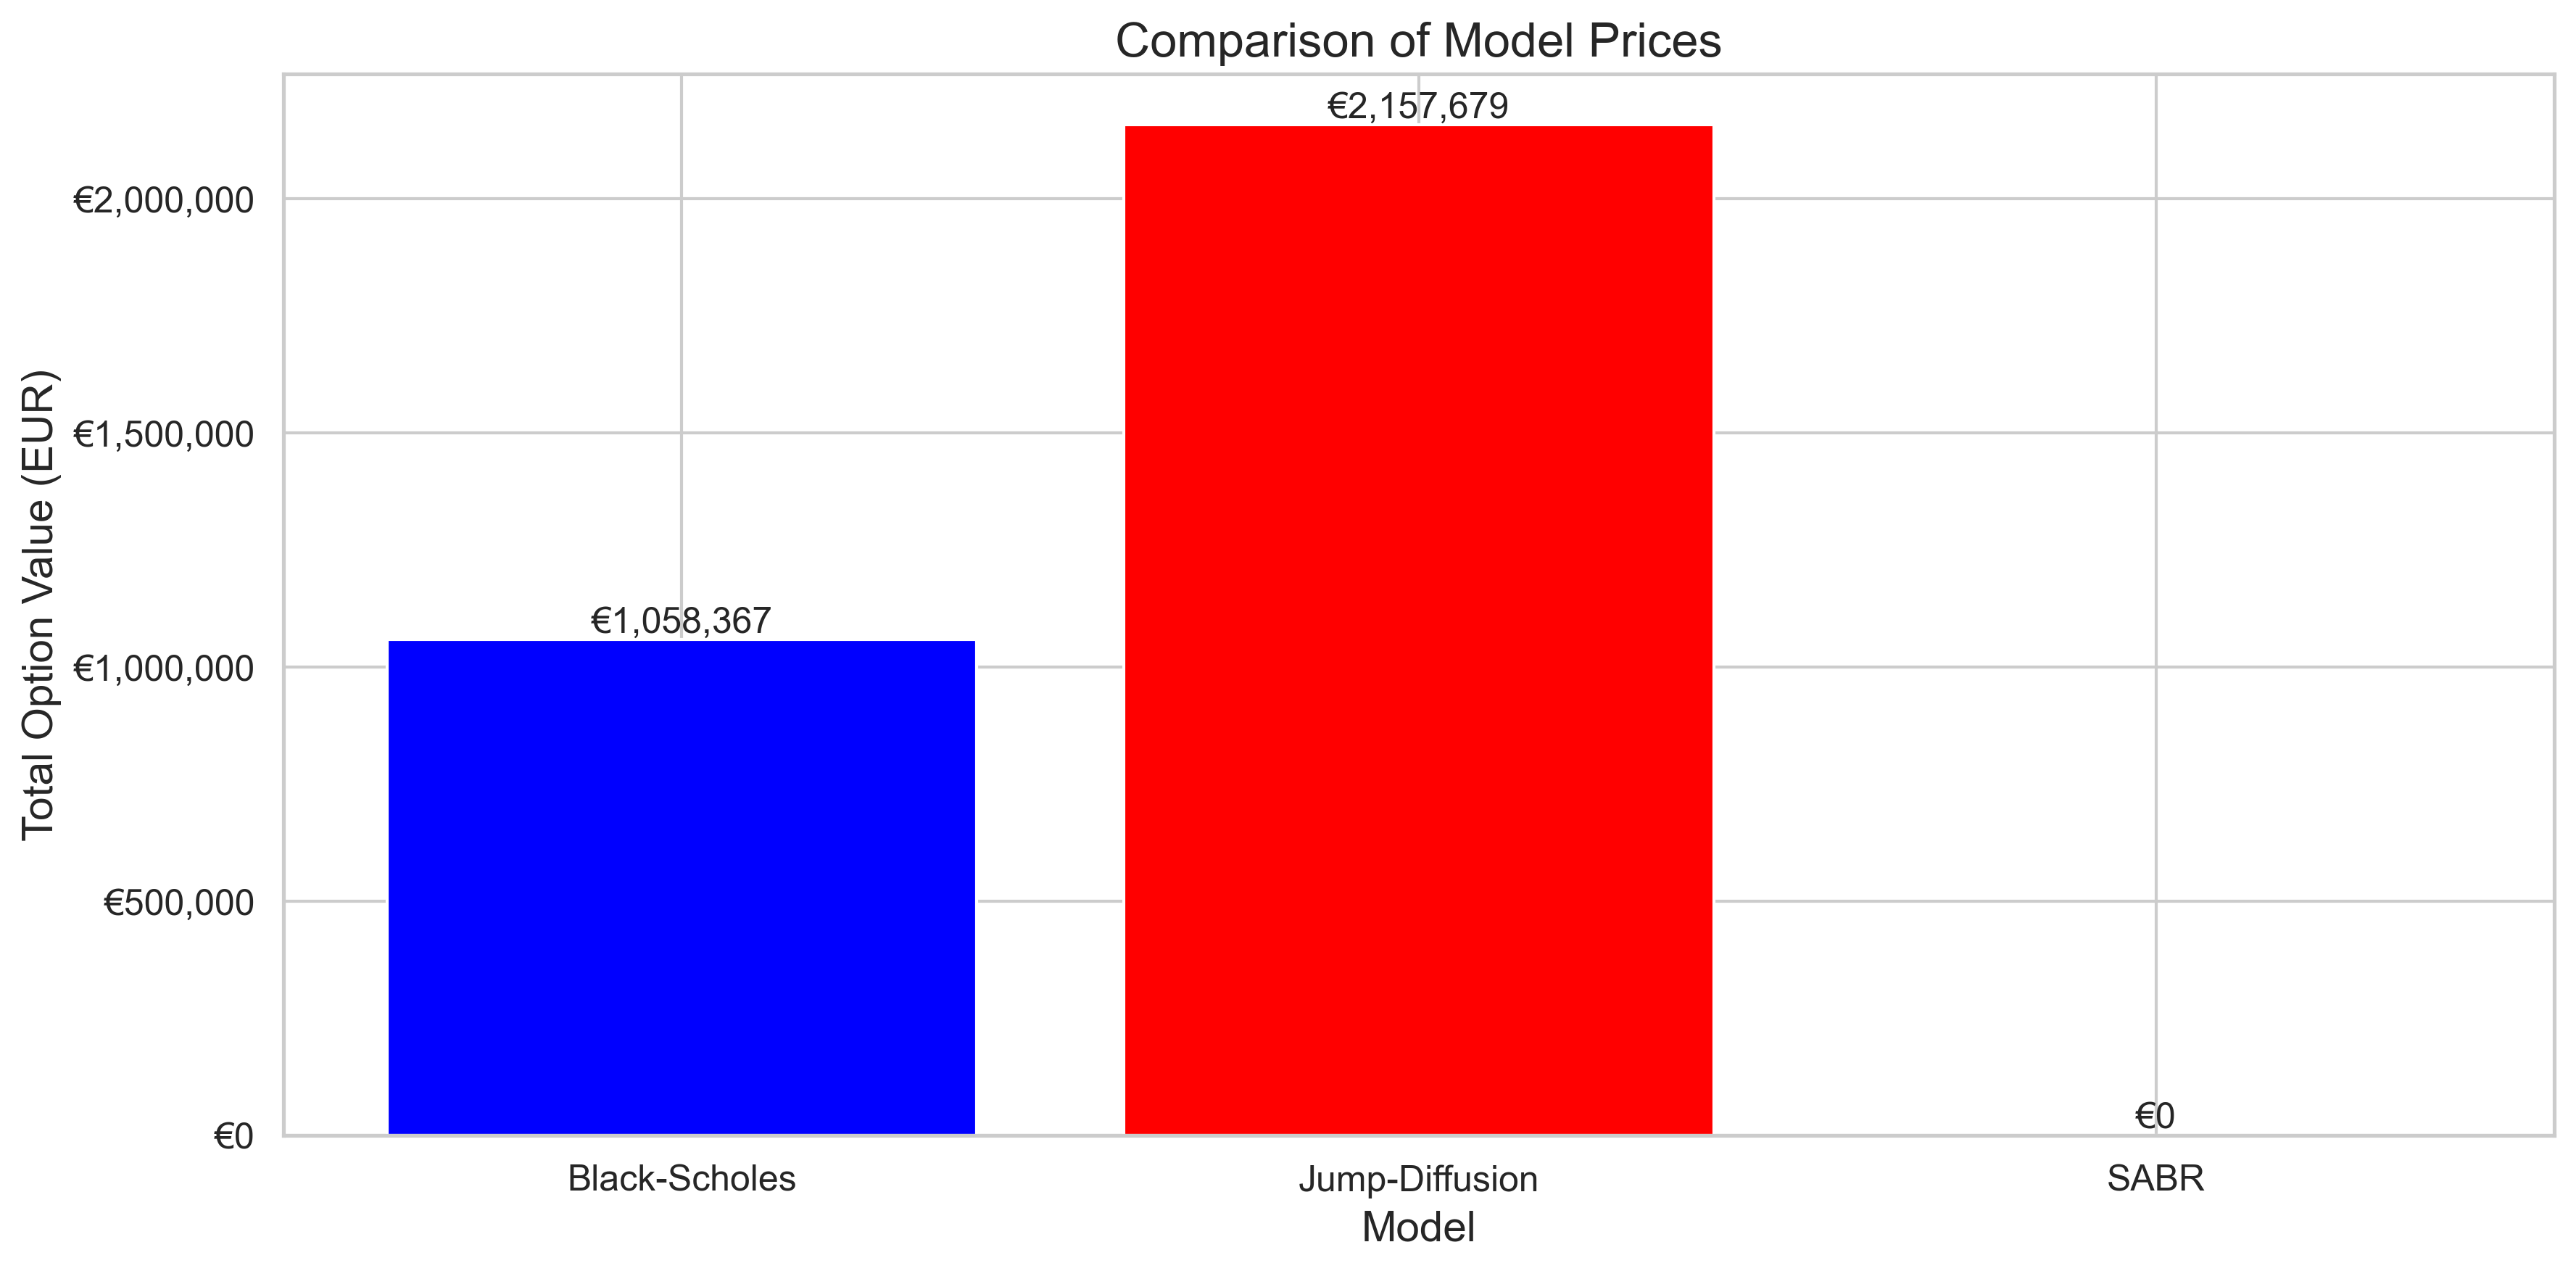 Comparison of Model Prices
Total Option Value (EUR)
€2,000,000
€1,500,000
€1,000,000
€500,000
€0
€1,058,367
€2,157,679
€0
Black-Scholes
Jump-Diffusion
SABR
Model